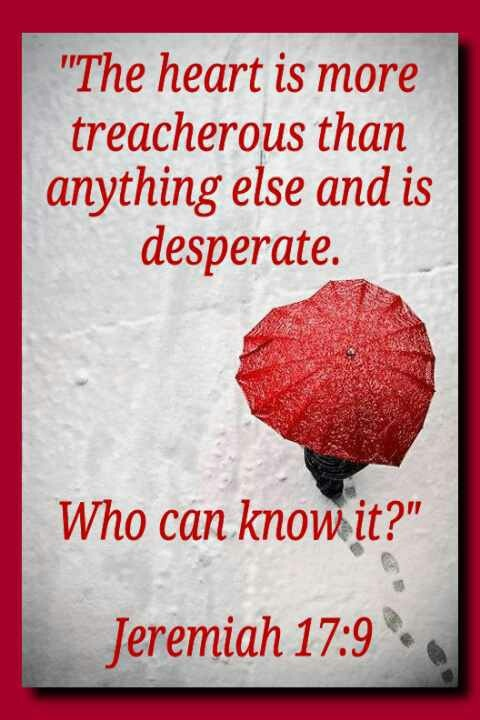 "The heart is more
treacherous than
anything else and is
desperate.
Who can know it?"
Jeremiah 17:9